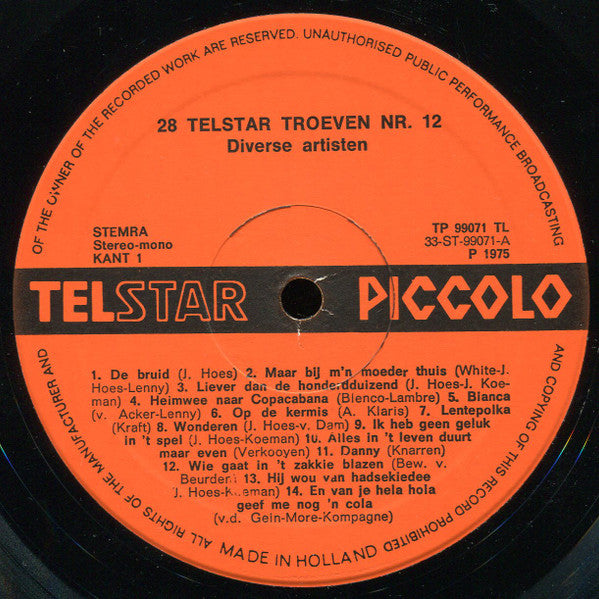 ALL RIGHTS OF THE MANUFACTURER AND OF THE OWNER OF THE RECORDED WORK ARE RESERVED. UNAUTHORISED PUBLIC PERFORMANCE BROADCASTING AND COPYING OF THIS RECORD PROHIBITED
28 TELSTAR TROEVEN NR. 12
Diverse artisten
STEMRA
Stereo-mono
KANT 1
TP 99071 TL
33-ST-99071-A
P 1975
TELSTAR PICCOLO
1. De bruid (J. Hoes) 2. Maar bij m'n moeder thuis (White-J.
Hoes-Lenny) 3. Liever dan de honderdduizend (J. Hoes-J. Koe-
man) 4. Heimwee naar Copacabana (Blenco-Lambre) 5. Bianca
(v. Acker-Lenny) 6. Op de kermis (A. Klaris) 7. Lentepolka
(Kraft) 8. Wonderen (J. Hoes-v. Dam) 9. Ik heb geen geluk
in 't spel (J. Hoes-Koeman) 10. Alles in 't leven duurt
maar even (Verkooyen) 11. Danny (Knarren)
12. Wie gaat in 't zakkie blazen (Bew. v.
Beurden) 13. Hij wou van hadsekiedee
(J. Hoes-Koeman) 14. En van je hela hola
geef me nog 'n cola
(v.d. Gein-More-Kompagne)
MADE IN HOLLAND